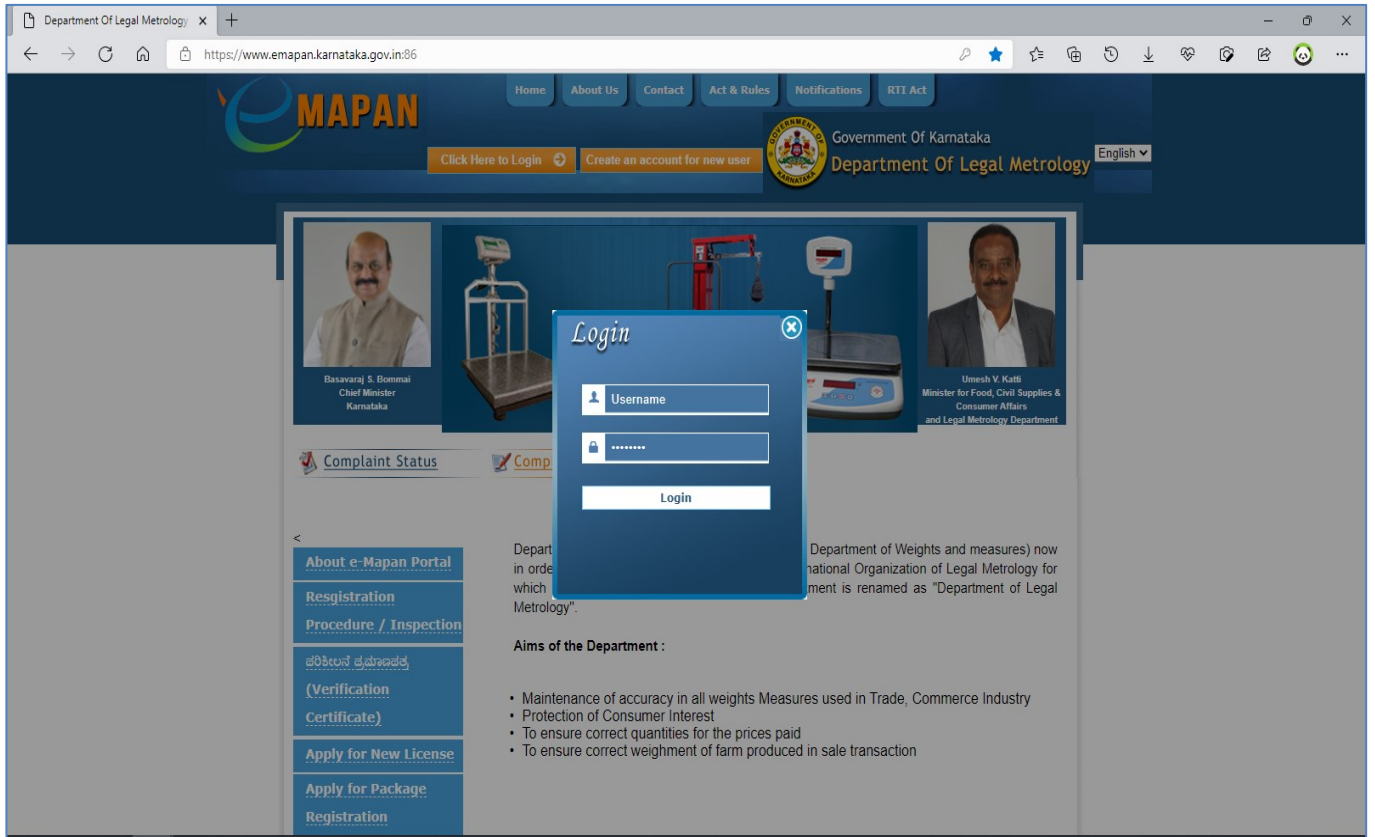 Department Of Legal Metrology
https://www.emapan.karnataka.gov.in:86
MAPAN
Home
About Us
Contact
Act & Rules
Notifications
RTI Act
Click Here to Login
Create an account for new user
GOVERNMENT OF
KARNATAKA
Government Of Karnataka
Department Of Legal Metrology
English
Basavaraj S. Bommai
Chief Minister
Karnataka
Umesh V. Katti
Minister for Food, Civil Supplies &
Consumer Affairs
and Legal Metrology Department
Login
Username
Login
Complaint Status
Comp
<
About e-Mapan Portal
Resgistration
Procedure / Inspection
ಪರಿಶೀಲನೆ ಪ್ರಮಾಣಪತ್ರ
(Verification
Certificate)
Apply for New License
Apply for Package
Registration
Depart Department of Weights and measures) now
in orde national Organization of Legal Metrology for
which ment is renamed as "Department of Legal
Metrology".
Aims of the Department :
• Maintenance of accuracy in all weights Measures used in Trade, Commerce Industry
• Protection of Consumer Interest
• To ensure correct quantities for the prices paid
• To ensure correct weighment of farm produced in sale transaction